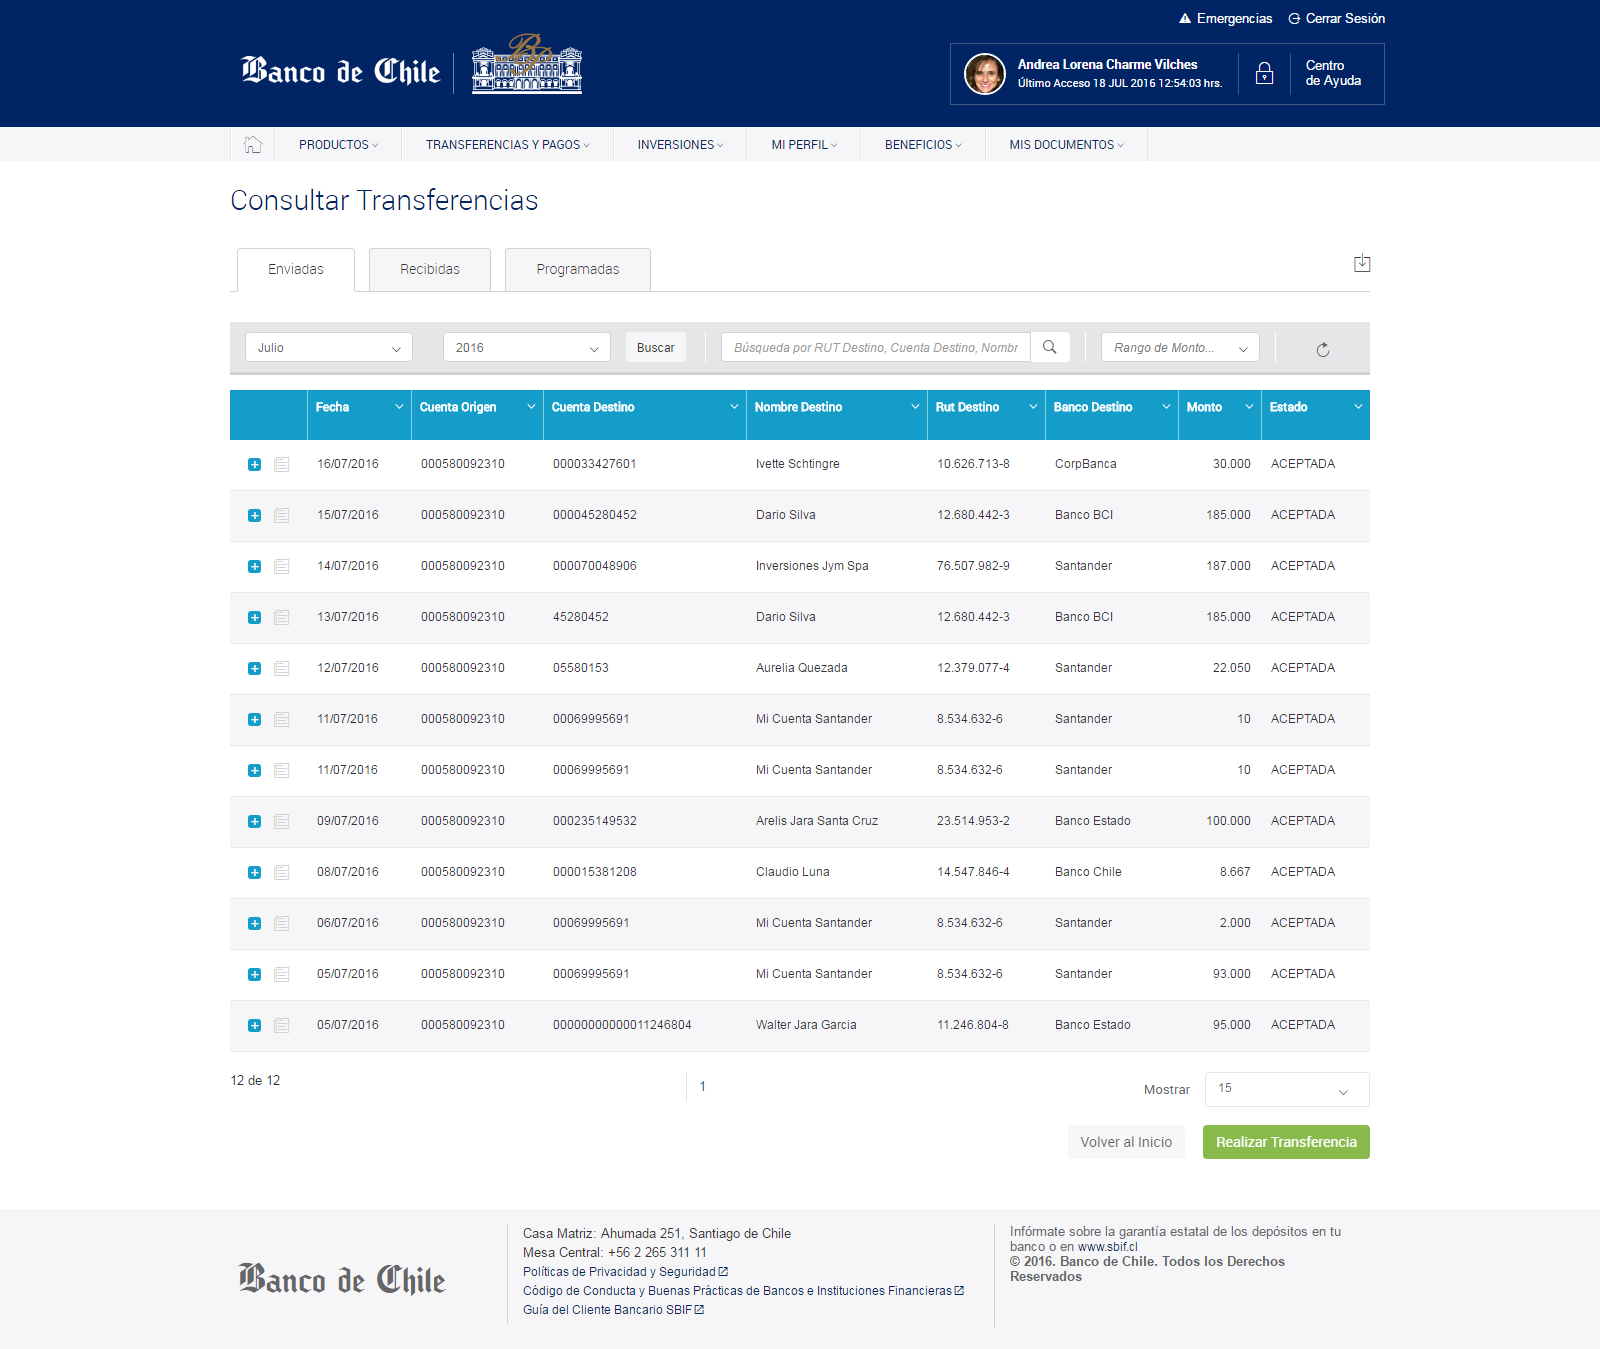 Emergencias Cerrar Sesión
Banco de Chile
Andrea Lorena Charme Vilches
Último Acceso 18 JUL 2016 12:54:03 hrs.
Centro
de Ayuda
PRODUCTOS TRANSFERENCIAS Y PAGOS INVERSIONES MI PERFIL BENEFICIOS MIS DOCUMENTOS
Consultar Transferencias
Enviadas Recibidas Programadas
Julio 2016 Buscar Búsqueda por RUT Destino, Cuenta Destino, Nombr Rango de Monto...
Fecha Cuenta Origen Cuenta Destino Nombre Destino Rut Destino Banco Destino Monto Estado
16/07/2016 000580092310 000033427601 Ivette Schtingre 10.626.713-8 CorpBanca 30.000 ACEPTADA
15/07/2016 000580092310 000045280452 Dario Silva 12.680.442-3 Banco BCI 185.000 ACEPTADA
14/07/2016 000580092310 000070048906 Inversiones Jym Spa 76.507.982-9 Santander 187.000 ACEPTADA
13/07/2016 000580092310 45280452 Dario Silva 12.680.442-3 Banco BCI 185.000 ACEPTADA
12/07/2016 000580092310 05580153 Aurelia Quezada 12.379.077-4 Santander 22.050 ACEPTADA
11/07/2016 000580092310 00069995691 Mi Cuenta Santander 8.534.632-6 Santander 10 ACEPTADA
11/07/2016 000580092310 00069995691 Mi Cuenta Santander 8.534.632-6 Santander 10 ACEPTADA
09/07/2016 000580092310 000235149532 Arelis Jara Santa Cruz 23.514.953-2 Banco Estado 100.000 ACEPTADA
08/07/2016 000580092310 000015381208 Claudio Luna 14.547.846-4 Banco Chile 8.667 ACEPTADA
06/07/2016 000580092310 00069995691 Mi Cuenta Santander 8.534.632-6 Santander 2.000 ACEPTADA
05/07/2016 000580092310 00069995691 Mi Cuenta Santander 8.534.632-6 Santander 93.000 ACEPTADA
05/07/2016 000580092310 00000000000011246804 Walter Jara Garcia 11.246.804-8 Banco Estado 95.000 ACEPTADA
12 de 12 1 Mostrar 15
Volver al Inicio Realizar Transferencia
Banco de Chile
Casa Matriz: Ahumada 251, Santiago de Chile
Mesa Central: +56 2 265 311 11
Políticas de Privacidad y Seguridad
Código de Conducta y Buenas Prácticas de Bancos e Instituciones Financieras
Guía del Cliente Bancario SBIF
Infórmate sobre la garantía estatal de los depósitos en tu
banco o en www.sbif.cl
© 2016. Banco de Chile. Todos los Derechos
Reservados